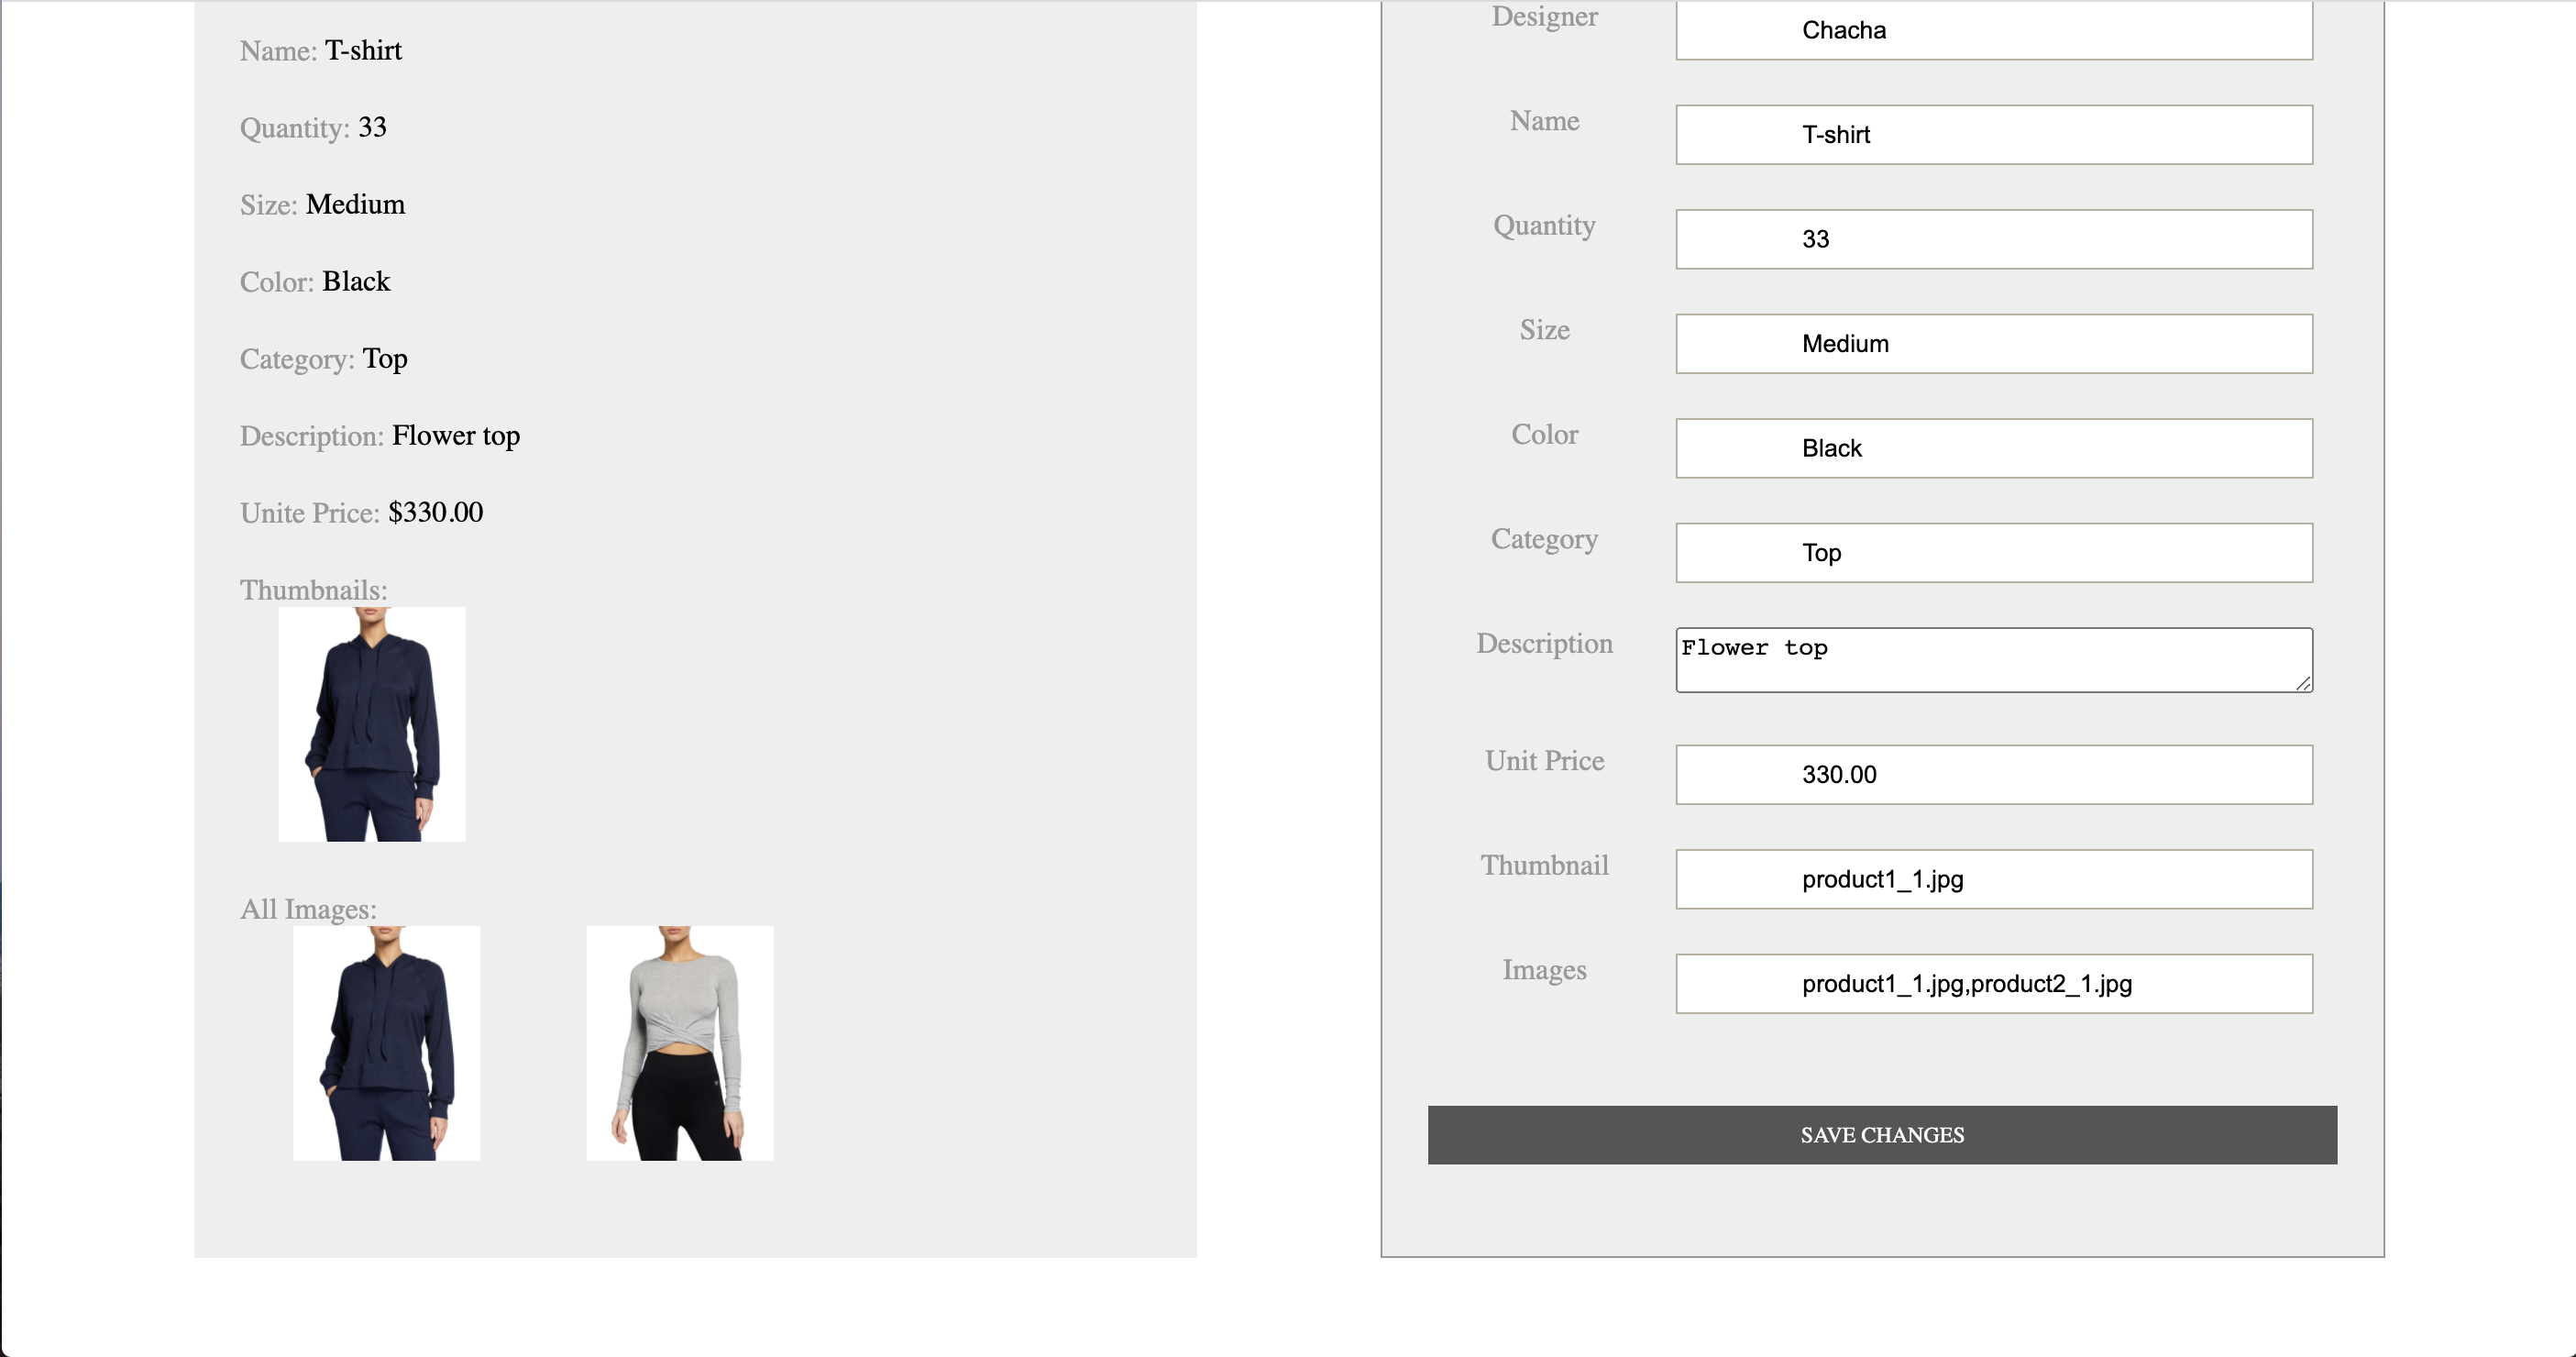 Name: T-shirt
Quantity: 33
Size: Medium
Color: Black
Category: Top
Description: Flower top
Unite Price: $330.00
Thumbnails:
All Images:
Designer
Chacha
Name
T-shirt
Quantity
33
Size
Medium
Color
Black
Category
Top
Description
Flower top
Unit Price
330.00
Thumbnail
product1_1.jpg
Images
product1_1.jpg,product2_1.jpg
SAVE CHANGES